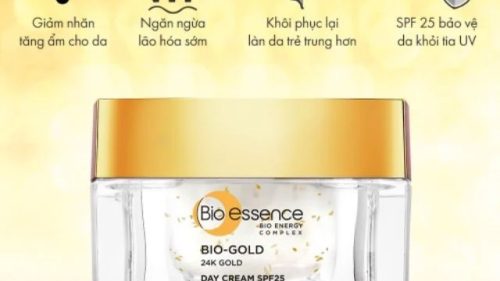 Giảm nhăn
tăng ẩm cho da
Ngăn ngừa
lão hóa sớm
Khôi phục lại
làn da trẻ trung hơn
SPF 25 bảo vệ
da khỏi tia UV
Bio essence
BIO ENERGY
COMPLEX
BIO-GOLD
24K GOLD
DAY CREAM SPF25